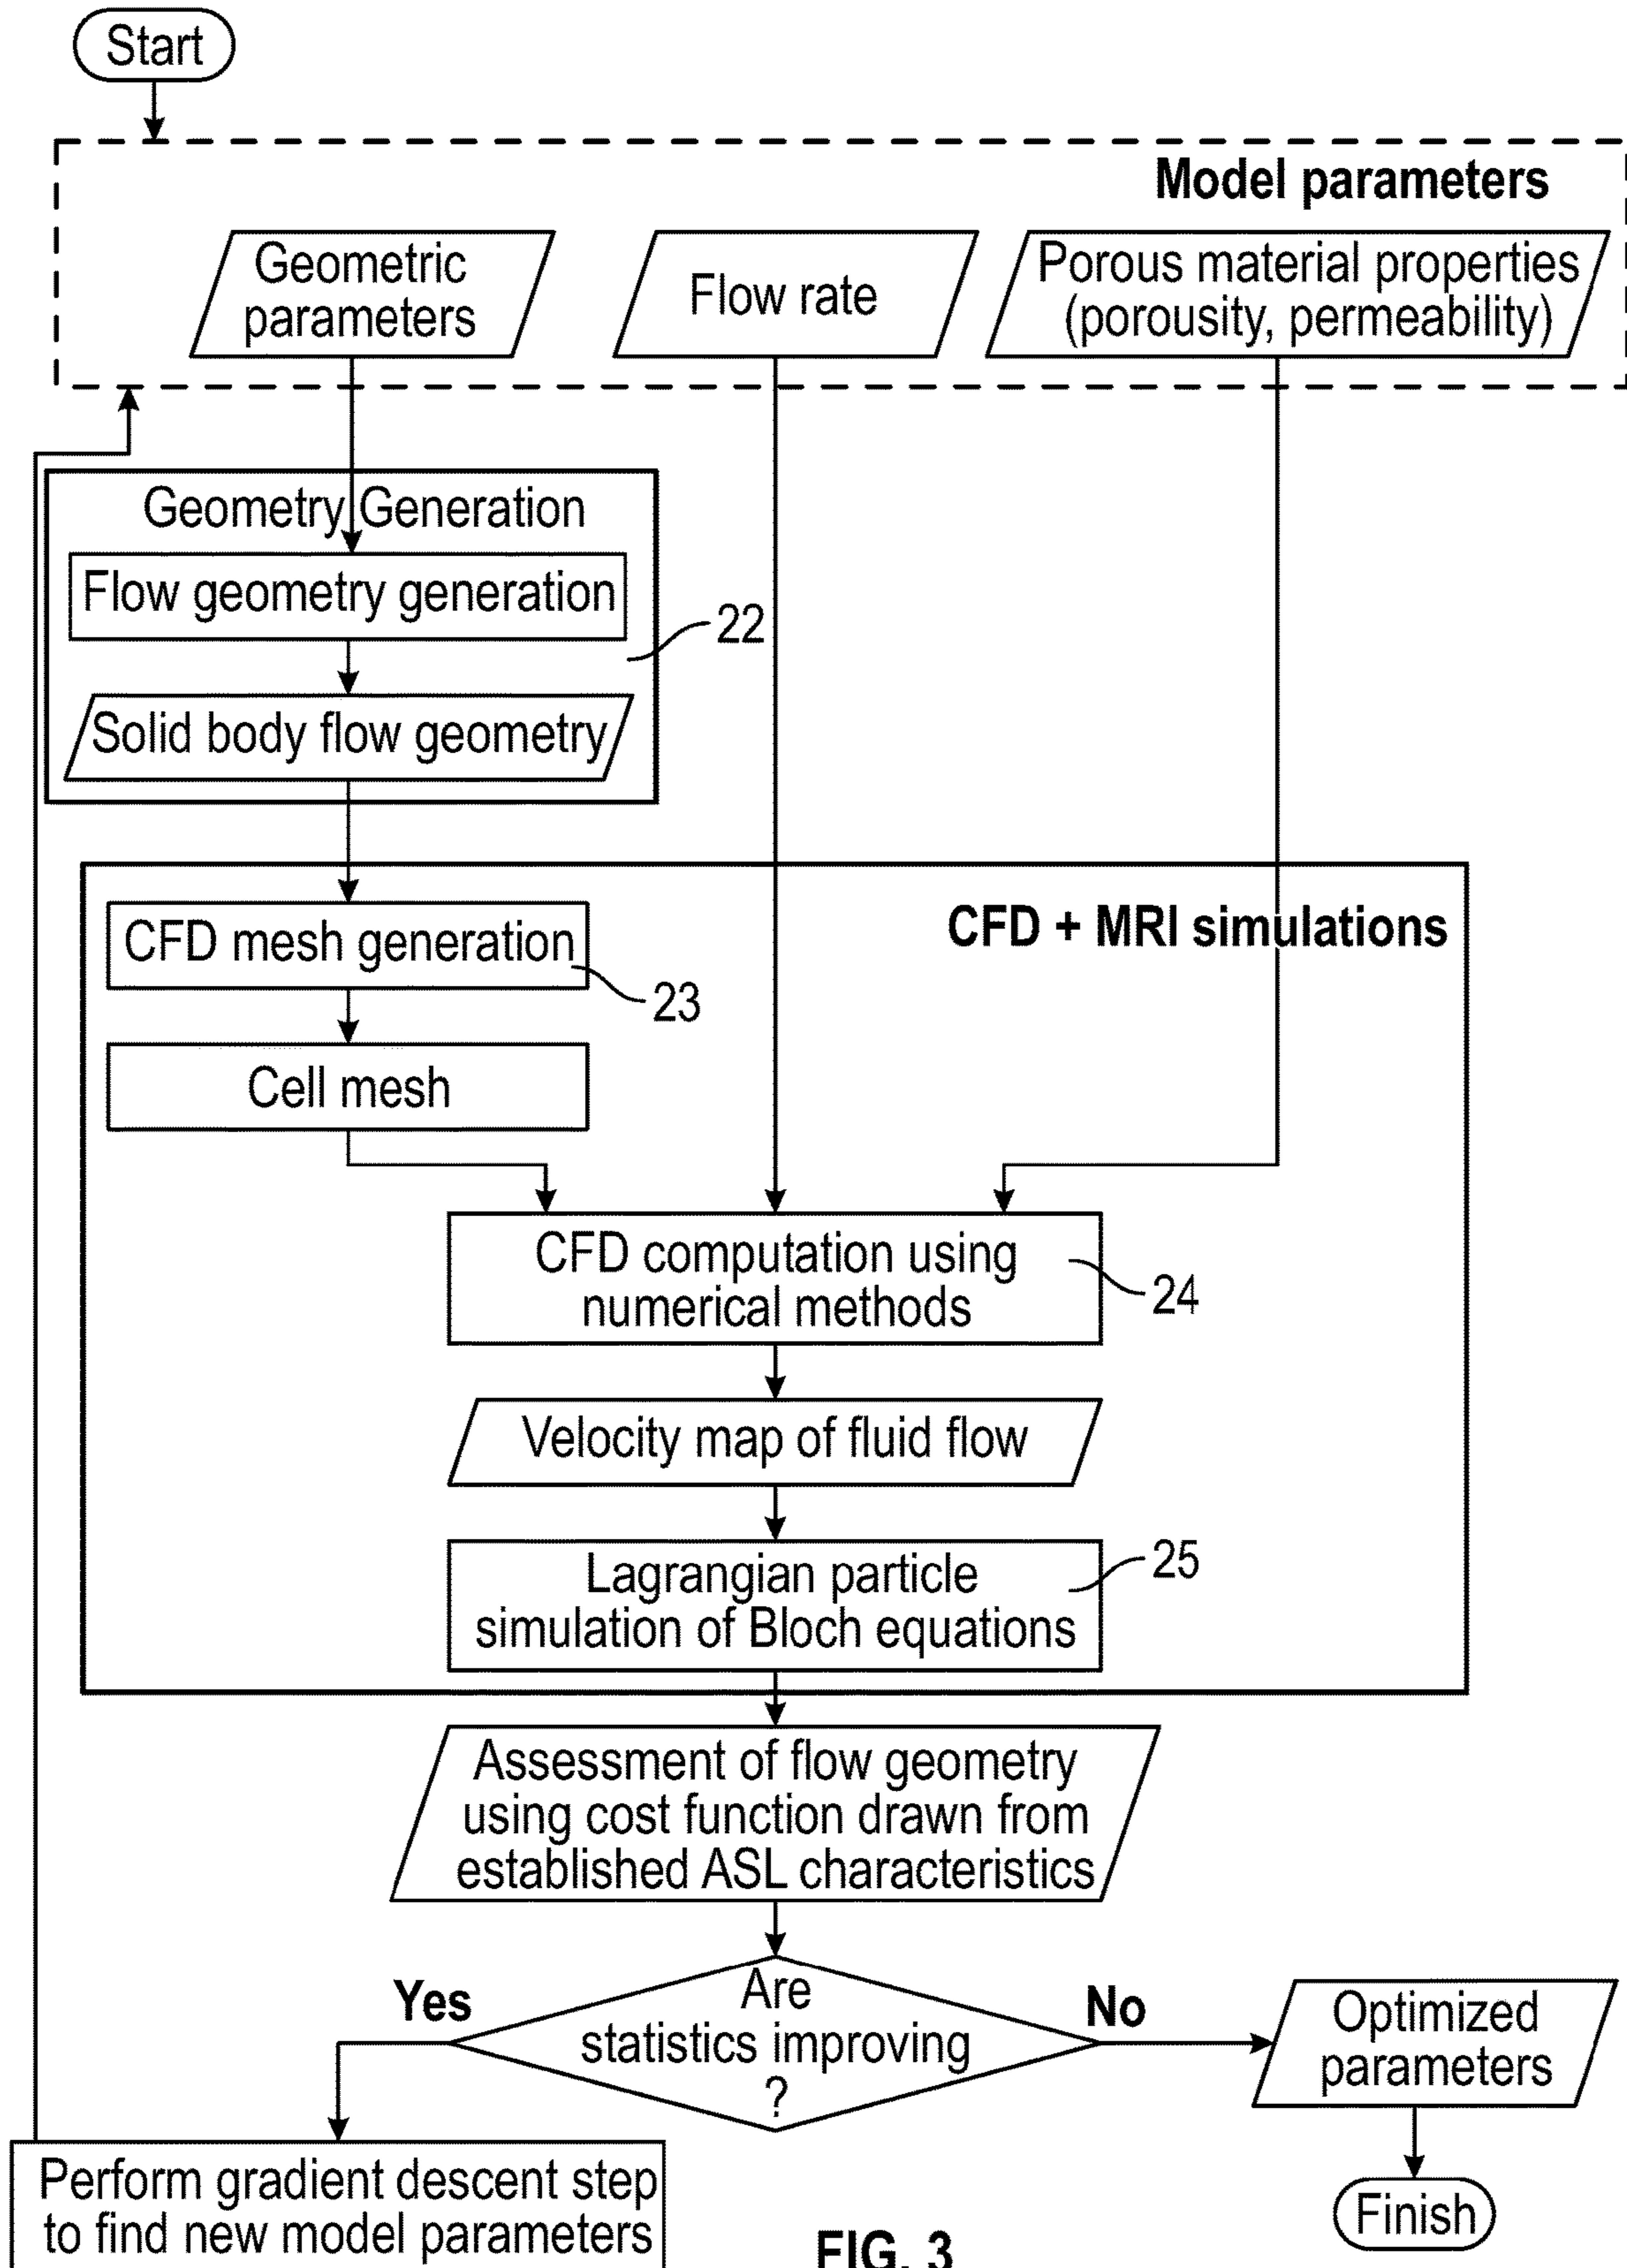 Start
Model parameters
Geometric
parameters
Flow rate
Porous material properties
(porosity, permeability)
Geometry Generation
Flow geometry generation
22
Solid body flow geometry
CFD + MRI simulations
CFD mesh generation
23
Cell mesh
CFD computation using
numerical methods
24
Velocity map of fluid flow
Lagrangian particle
simulation of Bloch equations
25
Assessment of flow geometry
using cost function drawn from
established ASL characteristics
Yes
Are
statistics improving
?
No
Optimized
parameters
Perform gradient descent step
to find new model parameters
Finish
FIG. 3